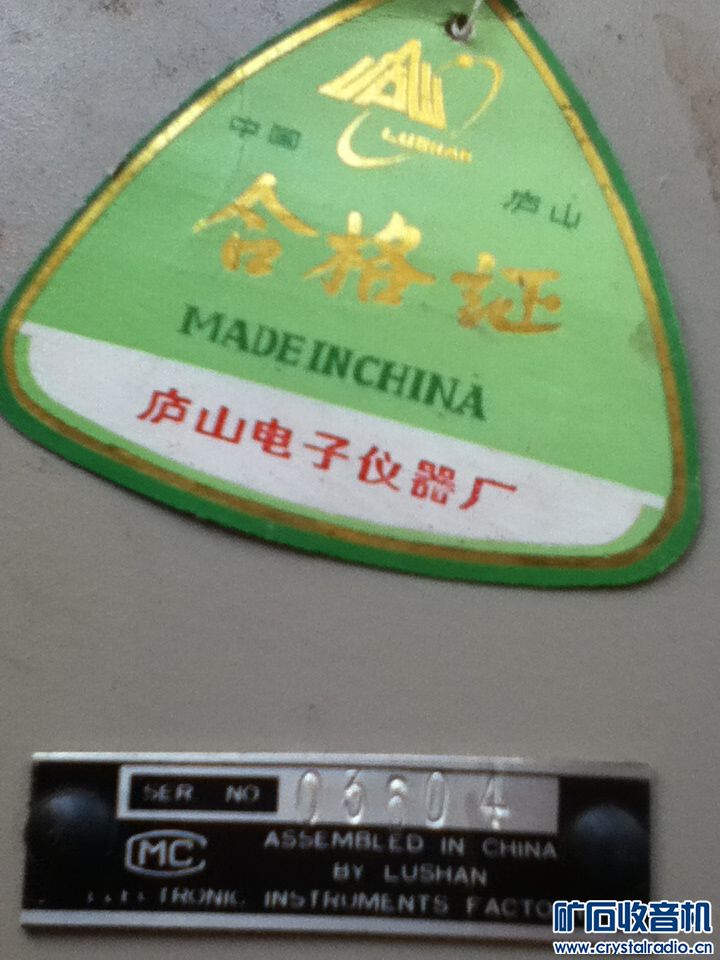 LUSHAN
中国
庐山
合格证
MADE IN CHINA
庐山电子仪器厂
SER NO 03604
MC
ASSEMBLED IN CHINA
BY LUSHAN
INSTRUMENTS
矿石收音机
www.crystalradio.cn